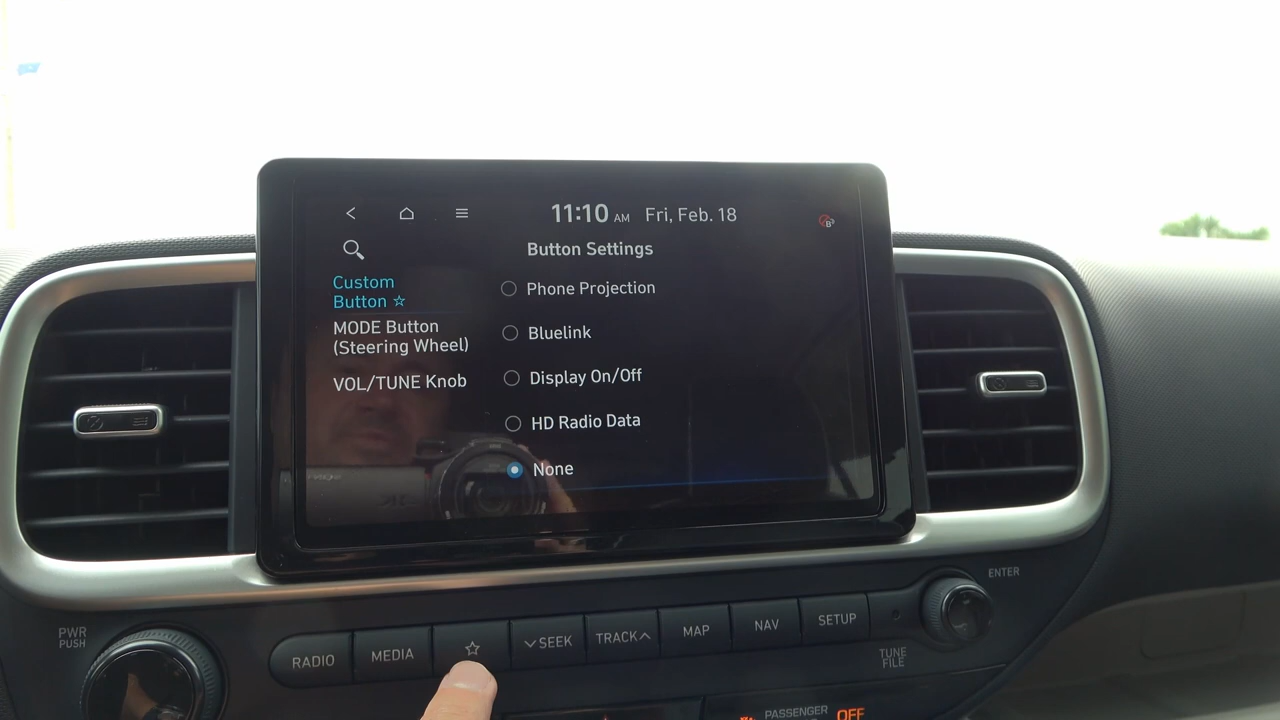 11:10 AM Fri, Feb. 18
B
Button Settings
Custom
Button ☆
MODE Button
(Steering Wheel)
VOL/TUNE Knob
Phone Projection
Bluelink
Display On/Off
HD Radio Data
None
PWR
PUSH
RADIO
MEDIA
☆
SEEK
TRACK
MAP
NAV
SETUP
ENTER
TUNE
FILE
PASSENGER
OFF